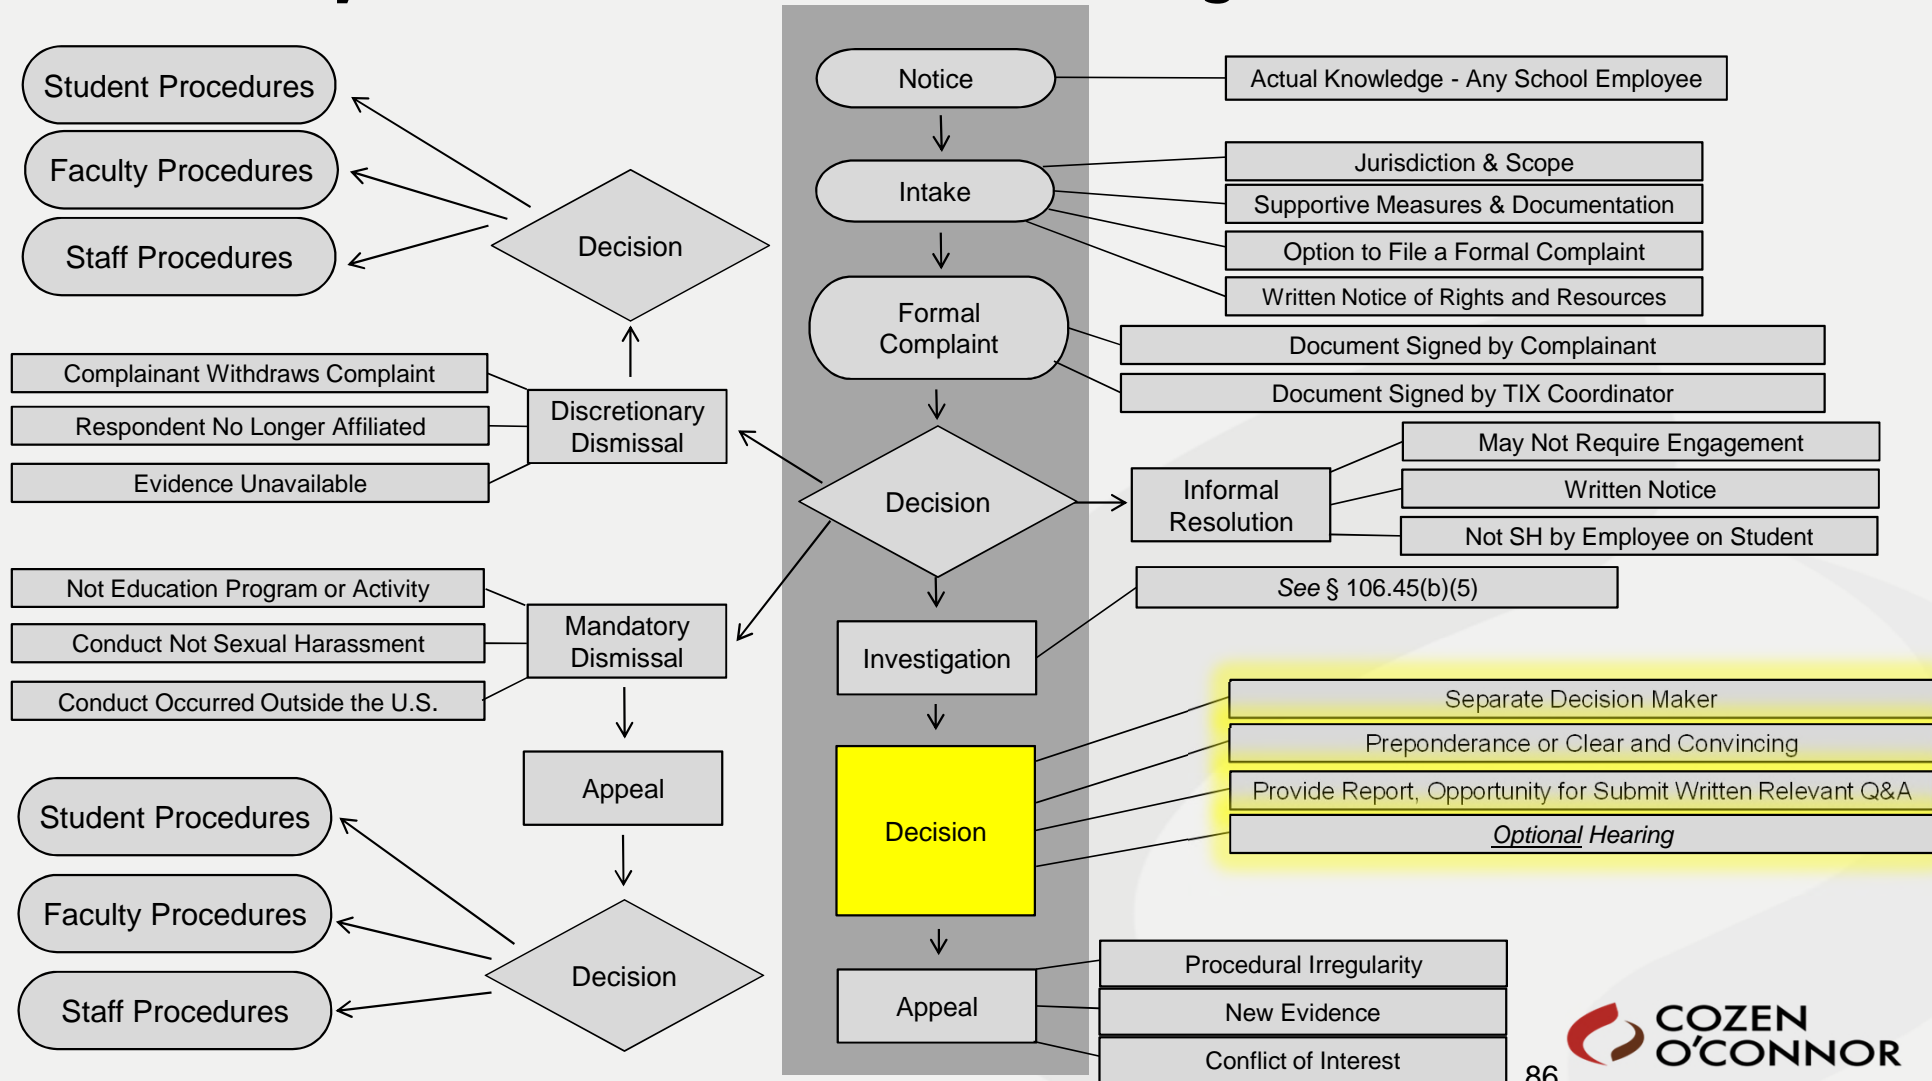 Student Procedures
Faculty Procedures
Staff Procedures
Decision
Complainant Withdraws Complaint
Respondent No Longer Affiliated
Evidence Unavailable
Discretionary
Dismissal
Not Education Program or Activity
Conduct Not Sexual Harassment
Conduct Occurred Outside the U.S.
Mandatory
Dismissal
Appeal
Student Procedures
Faculty Procedures
Staff Procedures
Decision
Notice
Actual Knowledge - Any School Employee
Intake
Jurisdiction & Scope
Supportive Measures & Documentation
Option to File a Formal Complaint
Written Notice of Rights and Resources
Formal
Complaint
Document Signed by Complainant
Document Signed by TIX Coordinator
Decision
Informal
Resolution
May Not Require Engagement
Written Notice
Not SH by Employee on Student
Investigation
See § 106.45(b)(5)
Decision
Separate Decision Maker
Preponderance or Clear and Convincing
Provide Report, Opportunity for Submit Written Relevant Q&A
Optional Hearing
Appeal
Procedural Irregularity
New Evidence
Conflict of Interest
86
COZEN
O'CONNOR